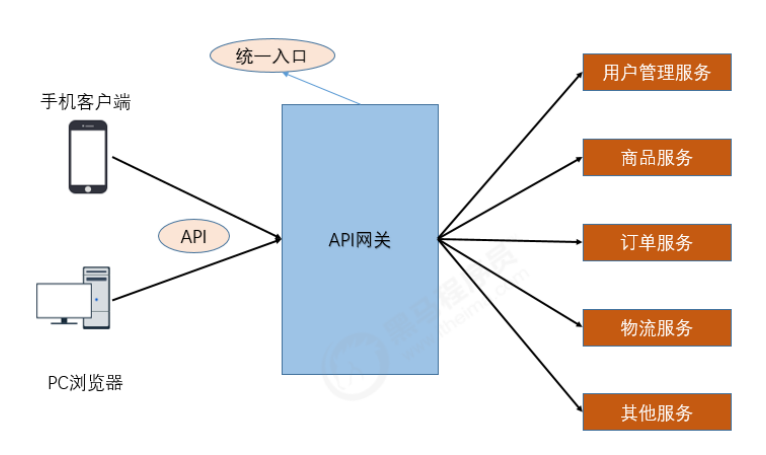 统一入口
手机客户端
API
PC浏览器
API网关
用户管理服务
商品服务
订单服务
物流服务
其他服务